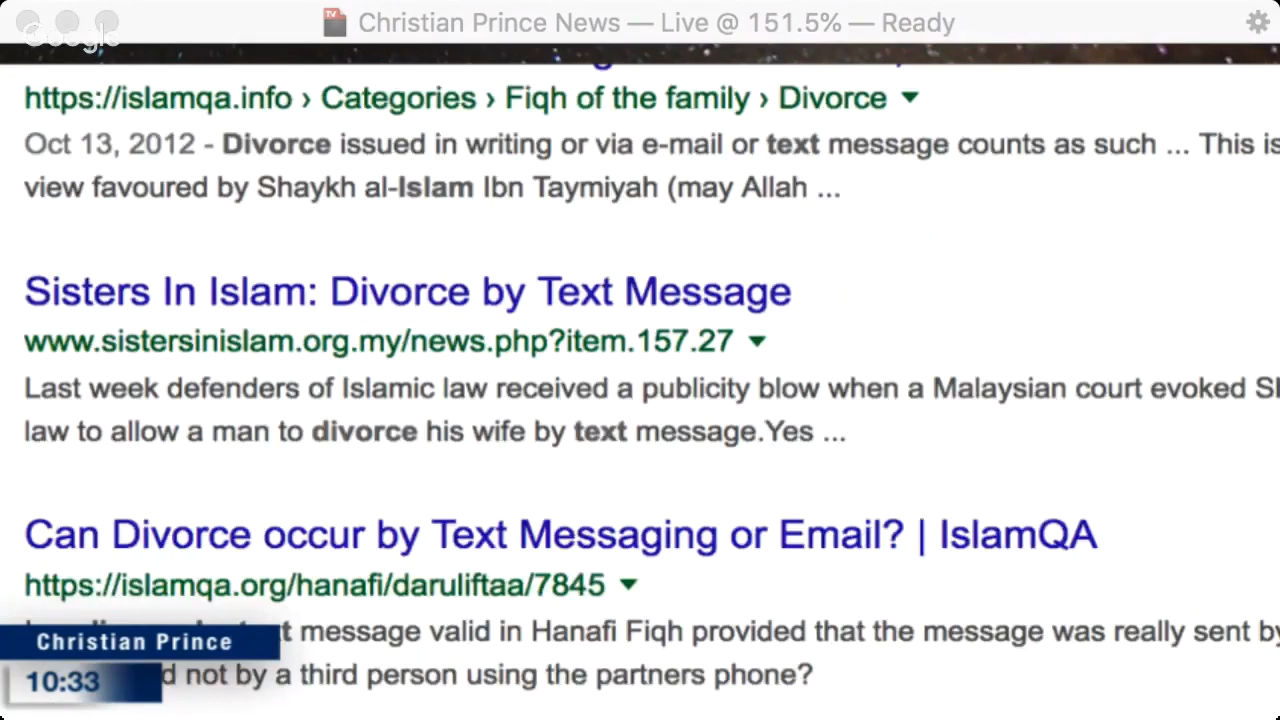 Christian Prince News — Live @ 151.5% — Ready
Google
https://islamqa.info › Categories › Fiqh of the family › Divorce
Oct 13, 2012 - Divorce issued in writing or via e-mail or text message counts as such ... This is
view favoured by Shaykh al-Islam Ibn Taymiyah (may Allah ...
Sisters In Islam: Divorce by Text Message
www.sistersinislam.org.my/news.php?item.157.27
Last week defenders of Islamic law received a publicity blow when a Malaysian court evoked
law to allow a man to divorce his wife by text message.Yes ...
Can Divorce occur by Text Messaging or Email? | IslamQA
https://islamqa.org/hanafi/daruliftaa/7845
message valid in Hanafi Fiqh provided that the message was really sent by
not by a third person using the partners phone?
Christian Prince
10:33